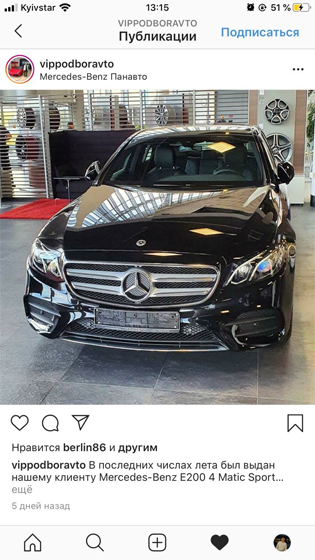 Kyivstar 13:15 51 %
VIPPODBORAVTO
Публикации Подписаться
vippodboravto
Mercedes-Benz Панавто
Нравится berlin86 и другим
vippodboravto В последних числах лета был выдан
нашему клиенту Mercedes-Benz E200 4 Matic Sport...
ещё
5 дней назад